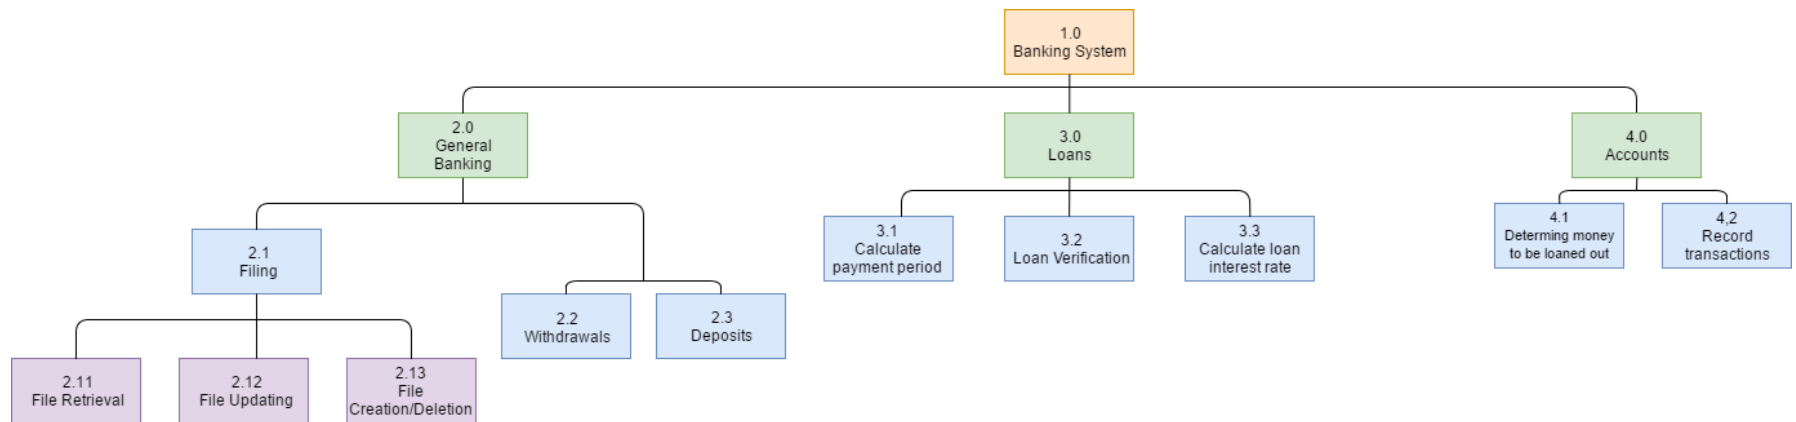 1.0
Banking System
2.0
General
Banking
3.0
Loans
4.0
Accounts
2.1
Filing
2.2
Withdrawals
2.3
Deposits
3.1
Calculate
payment period
3.2
Loan Verification
3.3
Calculate loan
interest rate
4.1
Determing money
to be loaned out
4,2
Record
transactions
2.11
File Retrieval
2.12
File Updating
2.13
File
Creation/Deletion